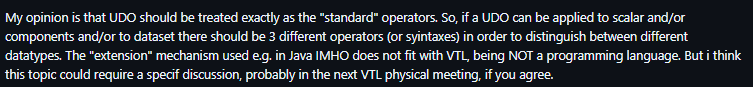 My opinion is that UDO should be treated exactly as the "standard" operators. So, if a UDO can be applied to scalar and/or
components and/or to dataset there should be 3 different operators (or syintaxes) in order to distinguish between different
datatypes. The "extension" mechanism used e.g. in Java IMHO does not fit with VTL, being NOT a programming language. But i think
this topic could require a specif discussion, probably in the next VTL physical meeting, if you agree.